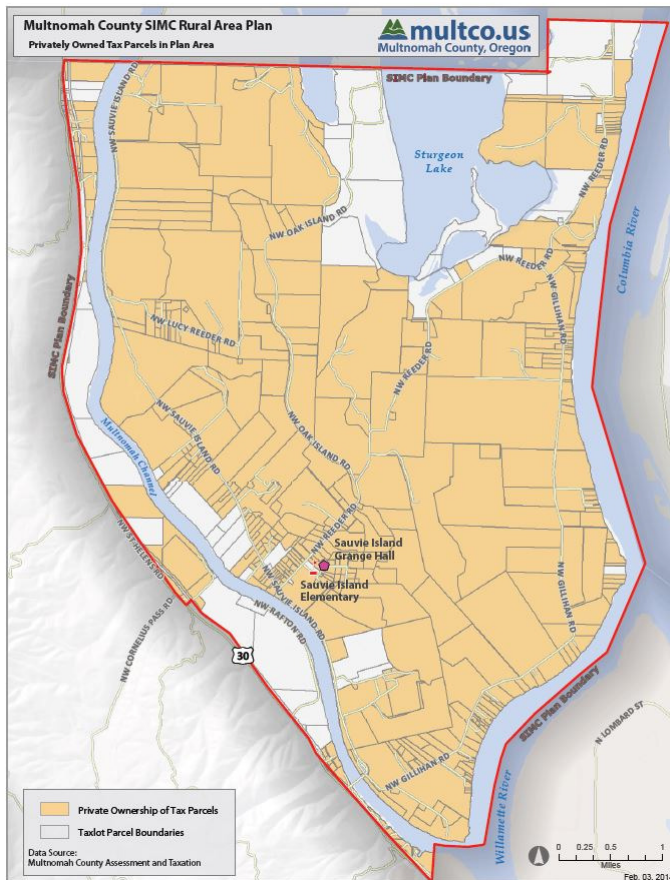 Multnomah County SIMC Rural Area Plan
Privately Owned Tax Parcels in Plan Area
multco.us
Multnomah County, Oregon
SIMC Plan Boundary
NW SAUVIE ISLAND RD
Sturgeon
Lake
NW REEDER RD
NW OAK ISLAND RD
Columbia River
NW REEDER RD
NW GILLIHAN RD
SIMC Plan Boundary
NW LUCY REEDER RD
NW REEDER RD
NW SAUVIE ISLAND RD
Multnomah
Channel
NW OAK ISLAND RD
NW REEDER RD
Sauvie Island
Grange Hall
Sauvie Island
Elementary
NW ST HELENS RD
NW SAUVIE ISLAND RD
NW RAFTON RD
NW CORNELIUS PASS RD
NW GILLIHAN RD
30
SIMC Plan Boundary
N LOMBARD ST
NW GILLIHAN RD
Willamette River
Private Ownership of Tax Parcels
Taxlot Parcel Boundaries
Data Source:
Multnomah County Assessment and Taxation
0 0.25 0.5 1
Miles
Feb. 03, 201